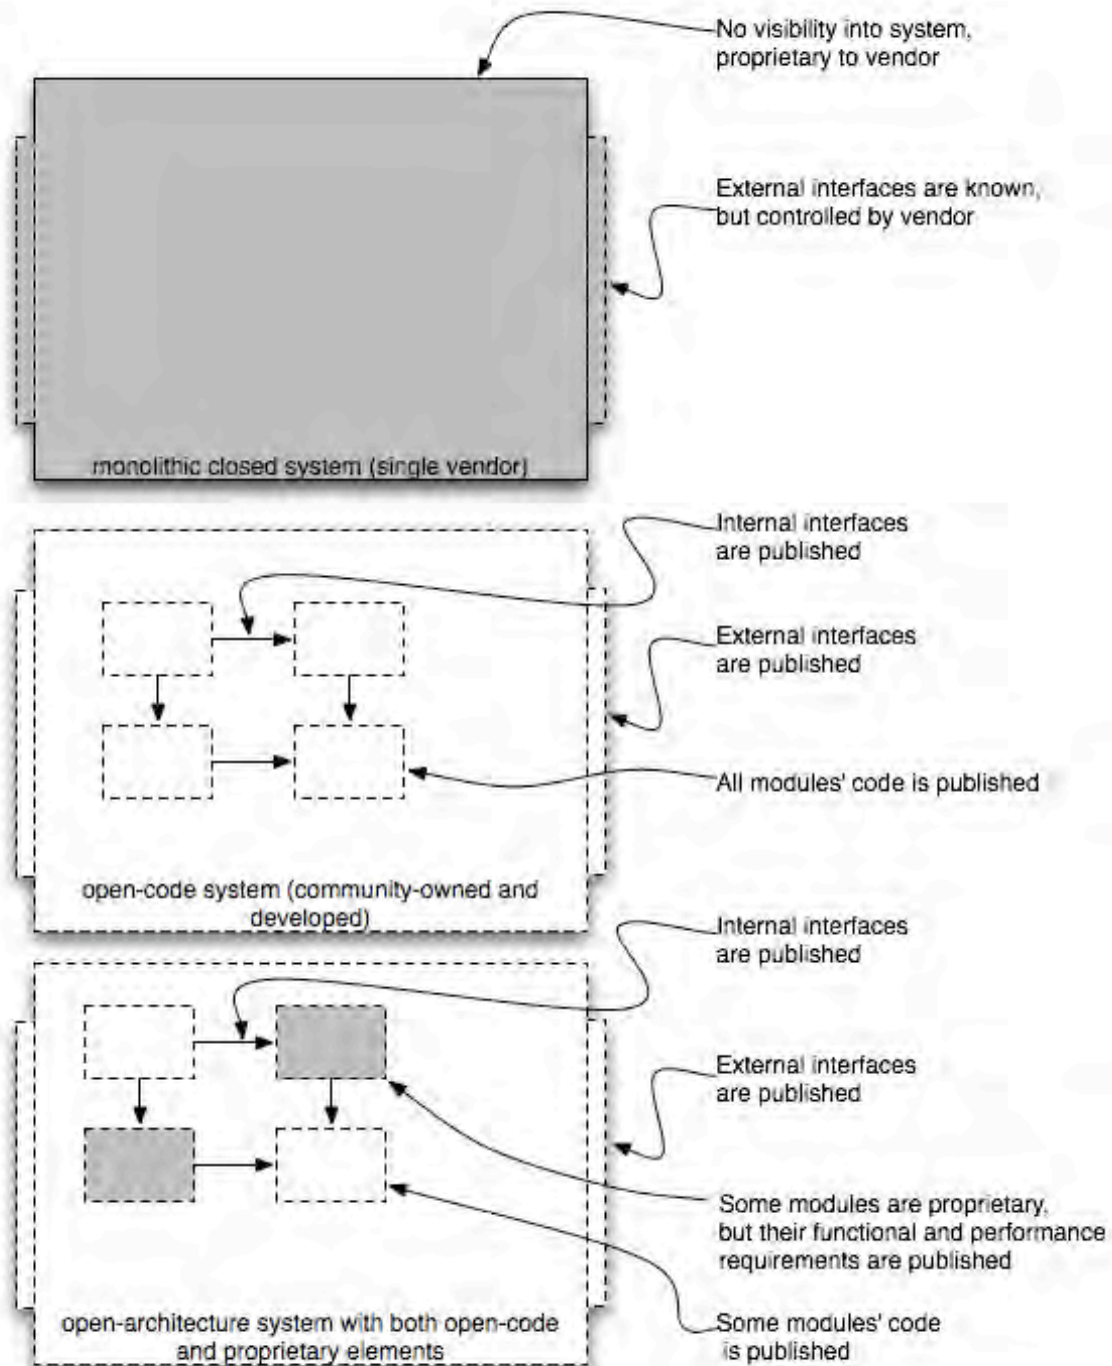 No visibility into system,
proprietary to vendor
External interfaces are known,
but controlled by vendor
monolithic closed system (single vendor)
Internal interfaces
are published
External interfaces
are published
All modules' code is published
open-code system (community-owned and
developed)
Internal interfaces
are published
External interfaces
are published
Some modules are proprietary,
but their functional and performance
requirements are published
Some modules' code
is published
open-architecture system with both open-code
and proprietary elements